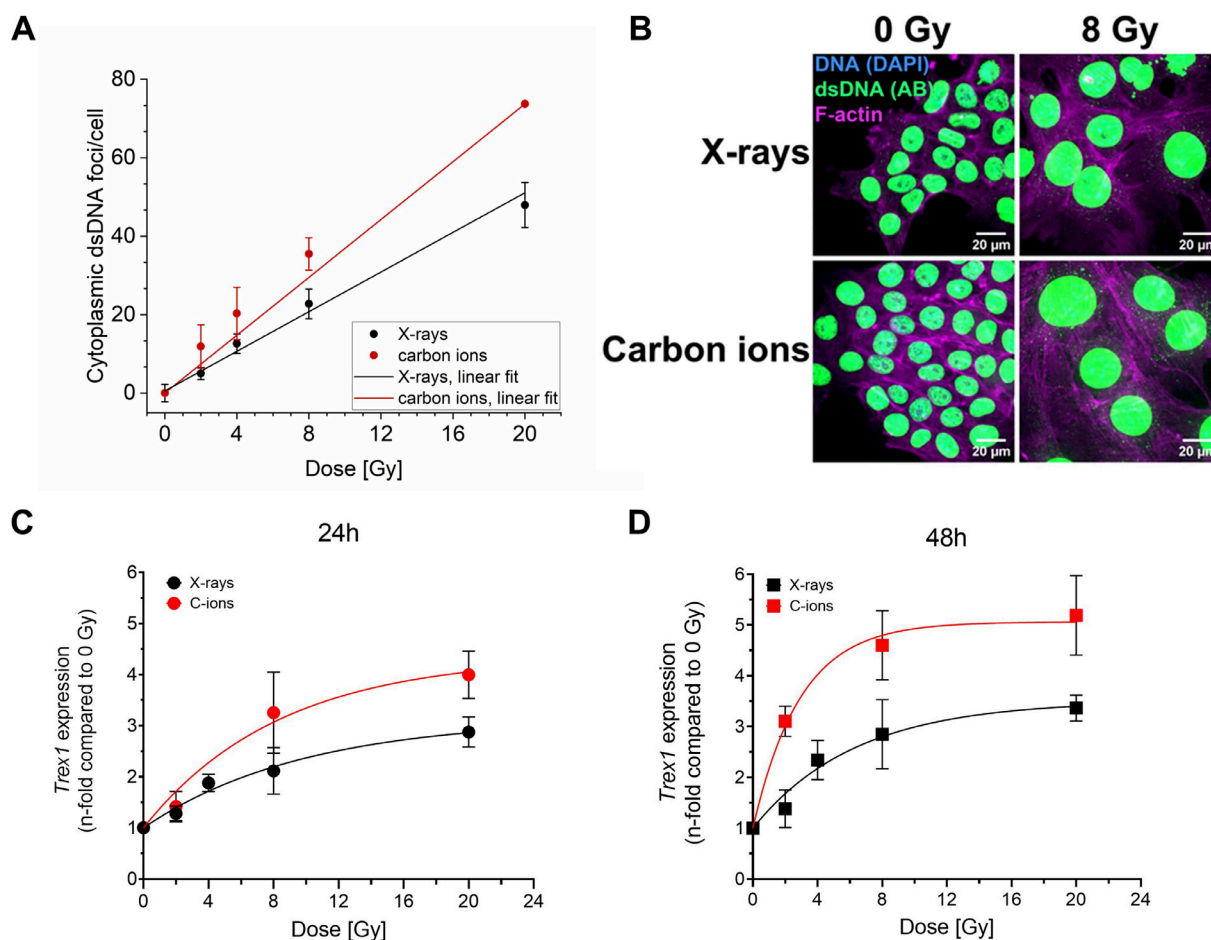 A
Cytoplasmic dsDNA foci/cell
80
60
40
20
0
0 4 8 12 16 20
Dose [Gy]
X-rays
carbon ions
X-rays, linear fit
carbon ions, linear fit
B
0 Gy 8 Gy
X-rays
DNA (DAPI)
dsDNA (AB)
F-actin
20 µm 20 µm
Carbon ions
20 µm 20 µm
C
24h
Trex1 expression
(n-fold compared to 0 Gy)
X-rays
C-ions
6
5
4
3
2
1
0
0 4 8 12 16 20 24
Dose [Gy]
D
48h
Trex1 expression
(n-fold compared to 0 Gy)
X-rays
C-ions
6
5
4
3
2
1
0
0 4 8 12 16 20 24
Dose [Gy]